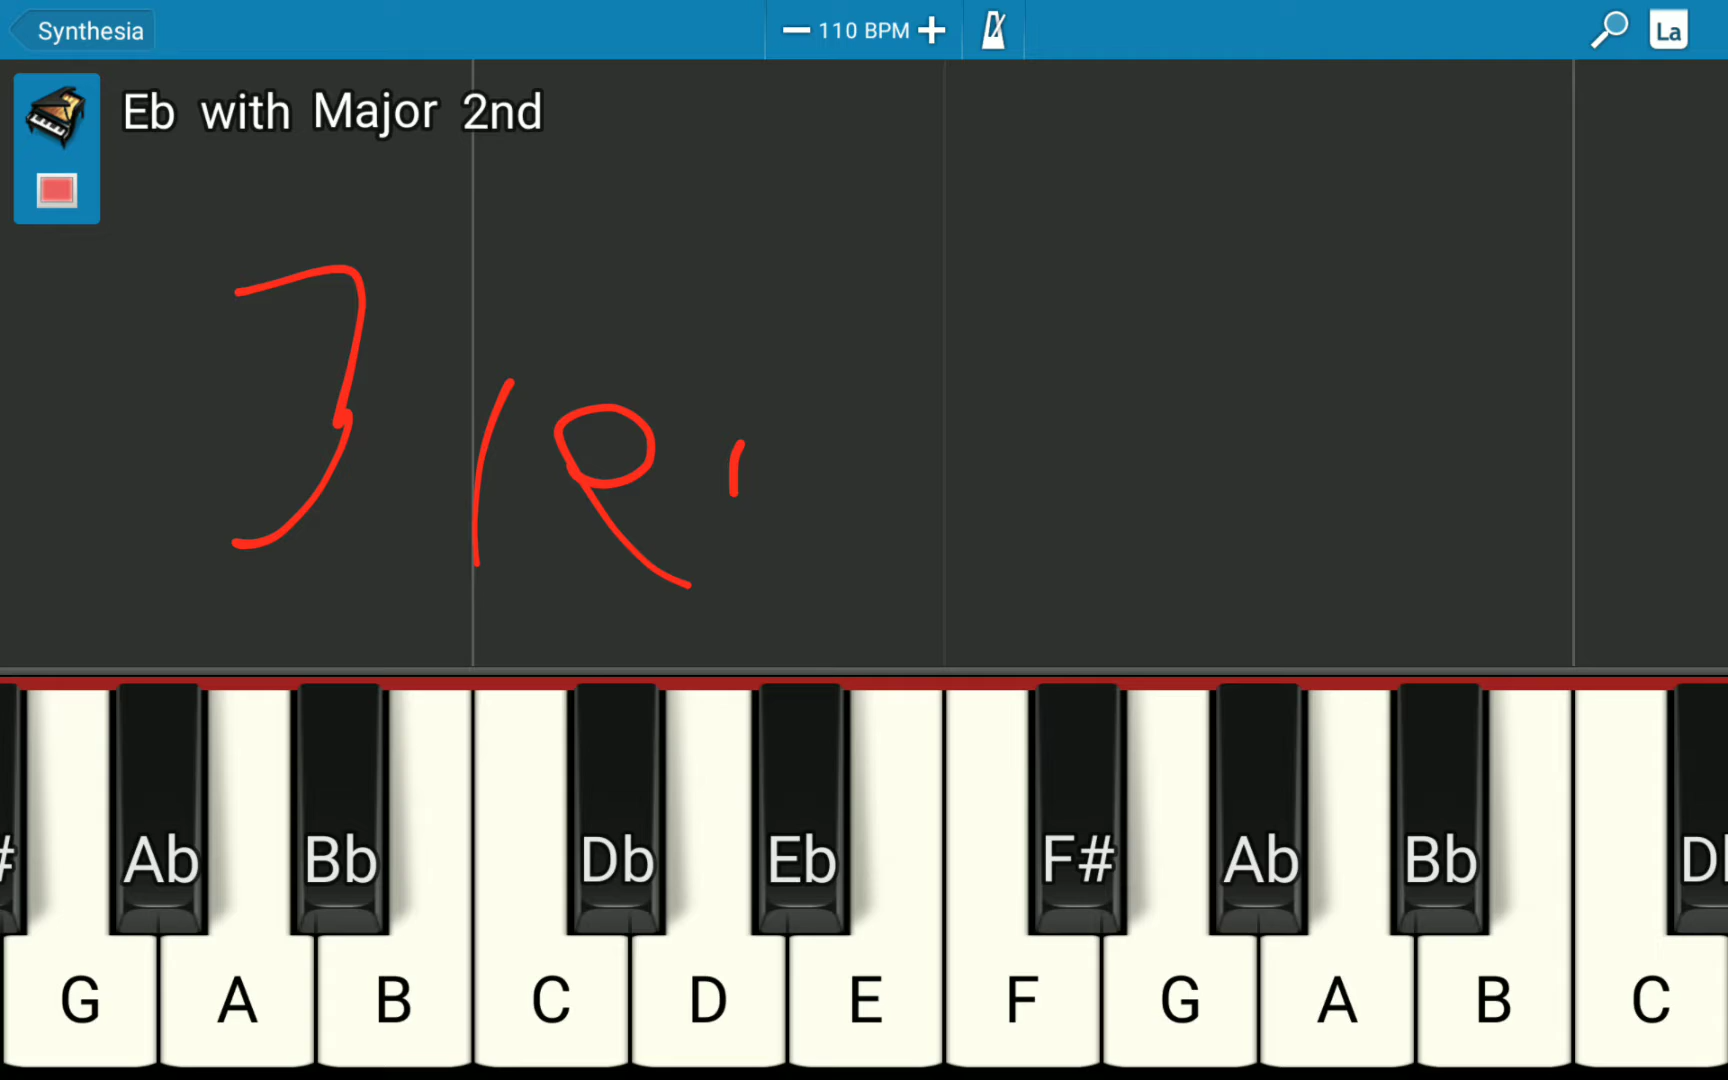 Synthesia
110 BPM
La
Eb with Major 2nd
# Ab Bb Db Eb F# Ab Bb
G A B C D E F G A B C